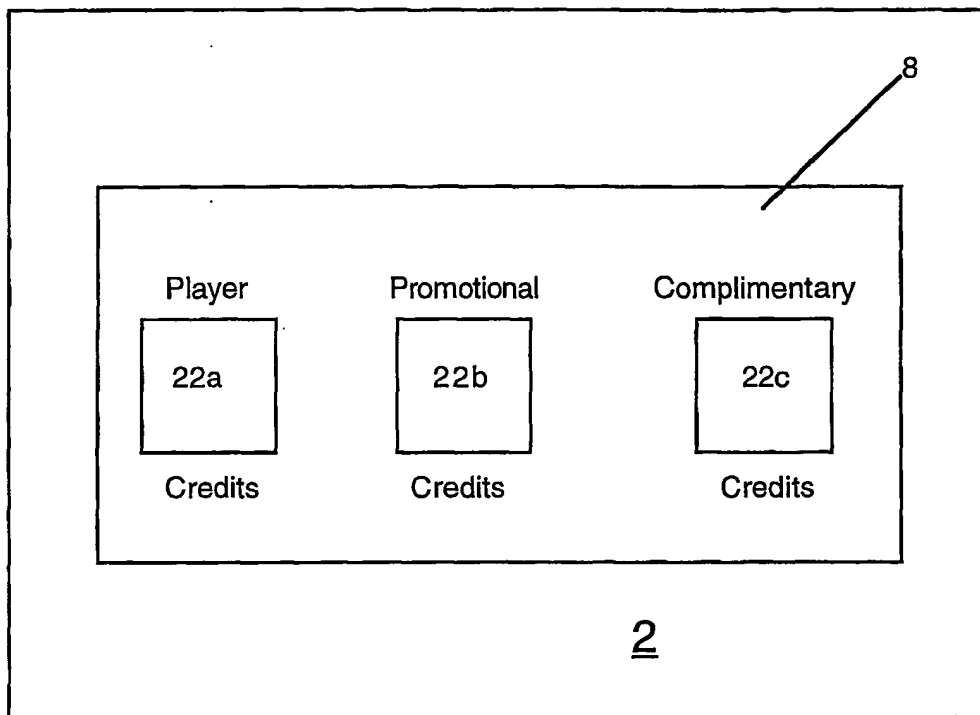 8
Player Promotional Complimentary
22a 22b 22c
Credits Credits Credits
2